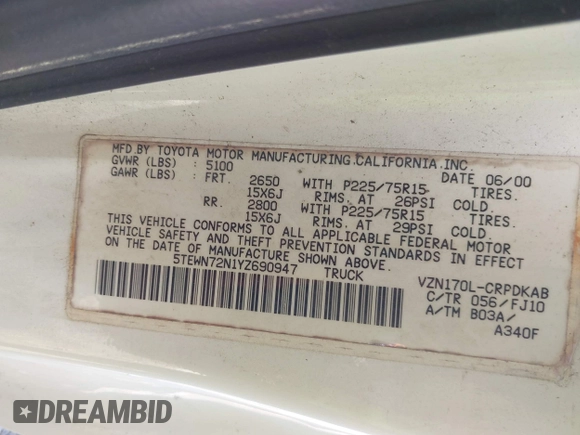 MFD.BY TOYOTA MOTOR MANUFACTURING.CALIFORNIA.INC.
GVWR (LBS) : 5100 DATE 06/00
GAWR (LBS) : FRT. 2650 WITH P225/75R15 TIRES.
15X6J RIMS. AT 26PSI COLD.
RR. 2800 WITH P225/75R15 TIRES.
15X6J RIMS. AT 29PSI COLD.
THIS VEHICLE CONFORMS TO ALL APPLICABLE FEDERAL MOTOR
VEHICLE SAFETY AND THEFT PREVENTION STANDARDS IN EFFECT
ON THE DATE OF MANUFACTURE SHOWN ABOVE.
5TEWN72N1YZ690947 TRUCK
VZN170L-CRPDKAB
C/TR 056/FJ10
A/TM B03A/
A340F
DREAMBID